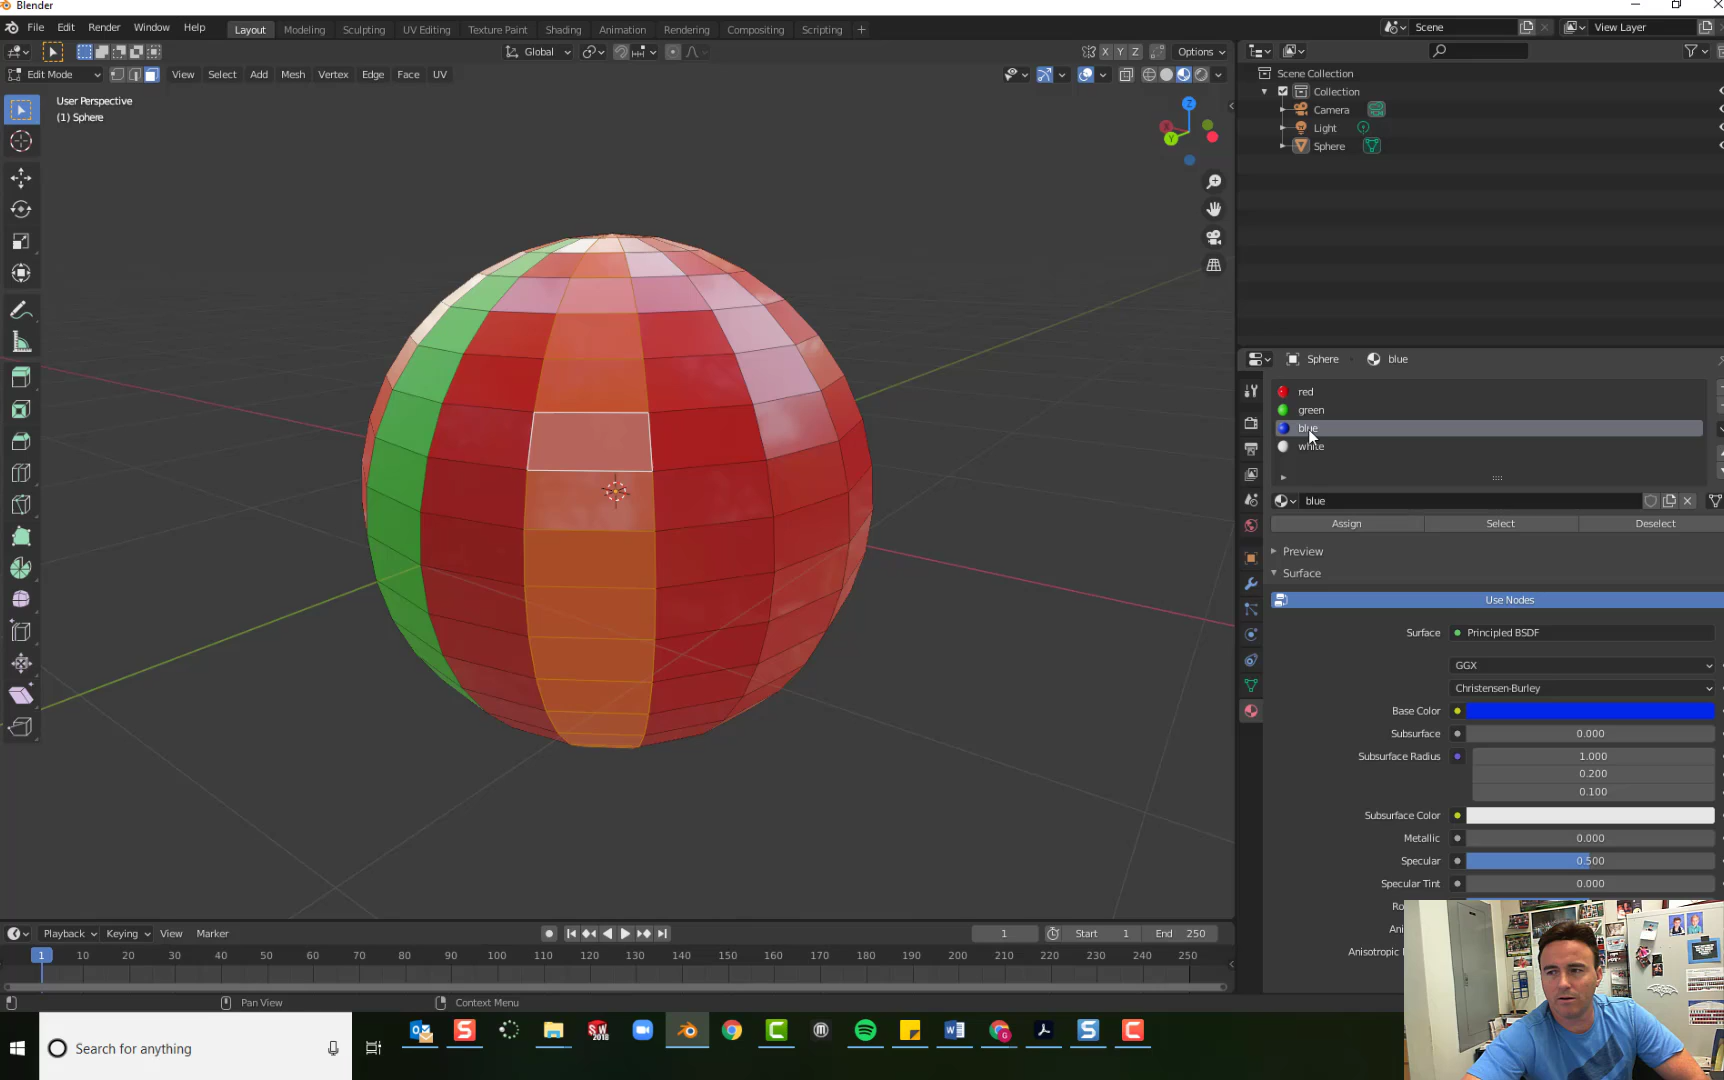 Blender
File Edit Render Window Help
Layout Modeling Sculpting UV Editing Texture Paint Shading Animation Rendering Compositing Scripting +
Scene
View Layer
Global
X Y Z
Options
Edit Mode View Select Add Mesh Vertex Edge Face UV
User Perspective
(1) Sphere
Z
Y
Scene Collection
Collection
Camera
Light
Sphere
Sphere blue
red
green
blue
white
blue
Assign Select Deselect
Preview
Surface
Use Nodes
Surface Principled BSDF
GGX
Christensen-Burley
Base Color
Subsurface 0.000
Subsurface Radius 1.000
0.200
0.100
Subsurface Color
Metallic 0.000
Specular 0.500
Specular Tint 0.000
Ro
Ani
Anisotropic
Playback Keying View Marker
1 Start 1 End 250
1 10 20 30 40 50 60 70 80 90 100 110 120 130 140 150 160 170 180 190 200 210 220 230 240 250
Pan View
Context Menu
Search for anything